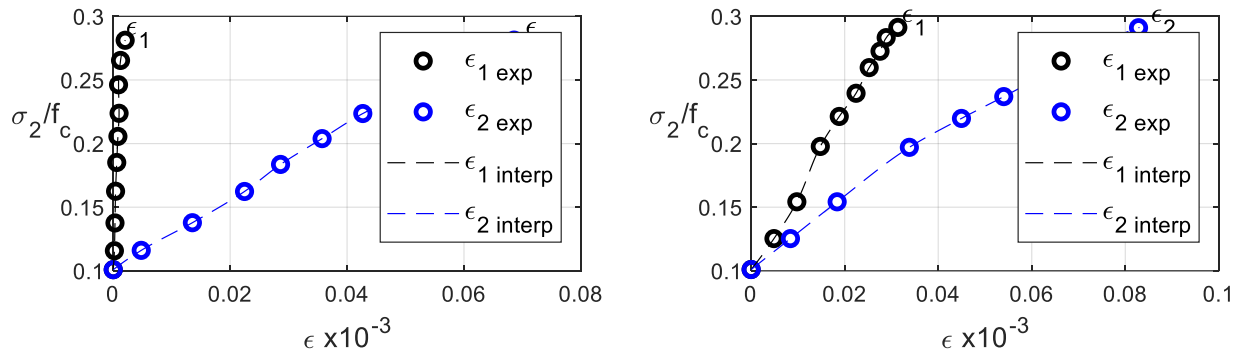 0.3
0.25
0.2
0.15
0.1
σ₂/f_c
ϵ₁
ϵ
ϵ₁ exp
ϵ₂ exp
ϵ₁ interp
ϵ₂ interp
0 0.02 0.04 0.06 0.08
ϵ x10⁻³
0.3
0.25
0.2
0.15
0.1
σ₂/f_c
ϵ₁
ϵ₂
ϵ₁ exp
ϵ₂ exp
ϵ₁ interp
ϵ₂ interp
0 0.02 0.04 0.06 0.08 0.1
ϵ x10⁻³